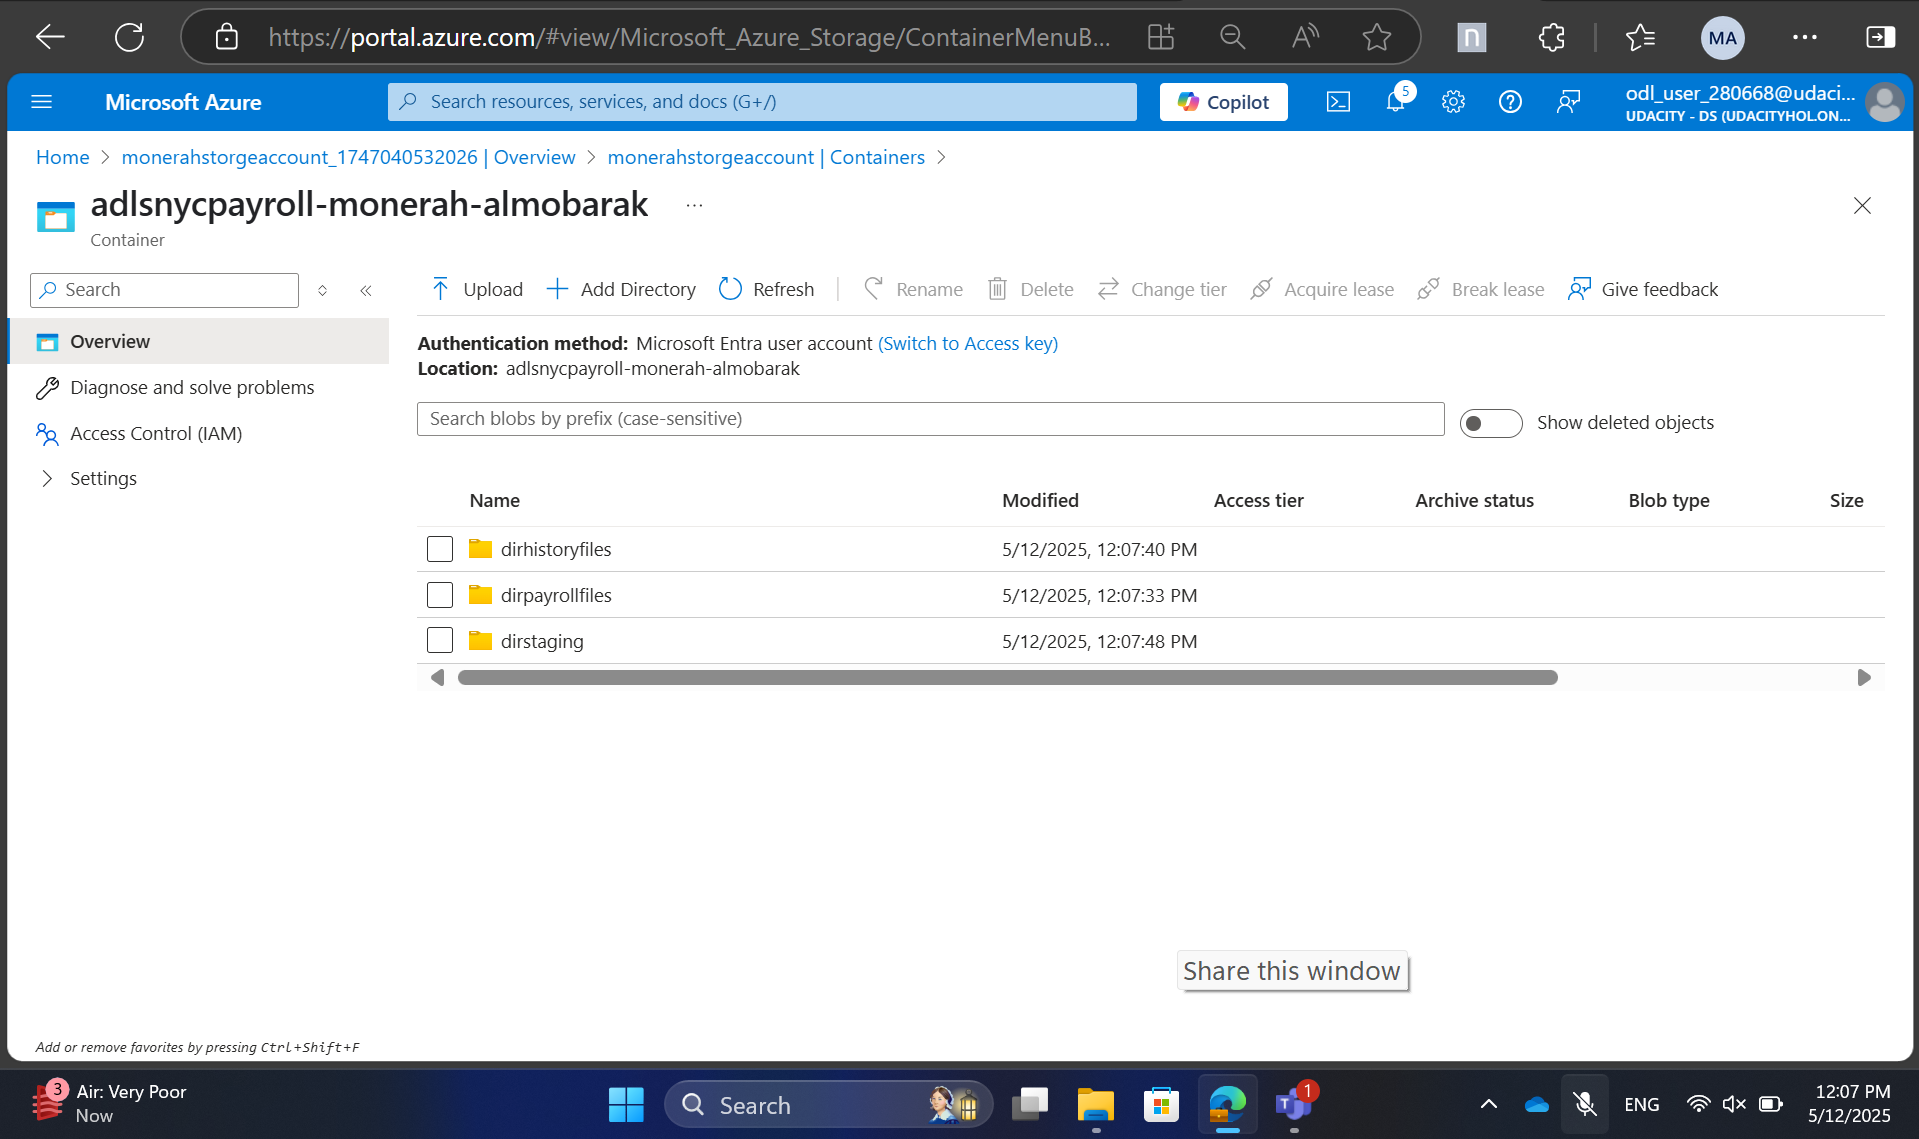 https://portal.azure.com/#view/Microsoft_Azure_Storage/ContainerMenuB...
MA
Microsoft Azure
Search resources, services, and docs (G+/)
Copilot
5
odl_user_280668@udaci...
UDACITY - DS (UDACITYHOL.ON...
Home > monerahstorgeaccount_1747040532026 | Overview > monerahstorgeaccount | Containers >
adlsnycpayroll-monerah-almobarak ...
Container
Search
Upload Add Directory Refresh Rename Delete Change tier Acquire lease Break lease Give feedback
Overview
Diagnose and solve problems
Access Control (IAM)
Settings
Authentication method: Microsoft Entra user account (Switch to Access key)
Location: adlsnycpayroll-monerah-almobarak
Search blobs by prefix (case-sensitive)
Show deleted objects
Name Modified Access tier Archive status Blob type Size
dirhistoryfiles 5/12/2025, 12:07:40 PM
dirpayrollfiles 5/12/2025, 12:07:33 PM
dirstaging 5/12/2025, 12:07:48 PM
Share this window
Add or remove favorites by pressing Ctrl+Shift+F
3
Air: Very Poor
Now
Search
1
ENG
12:07 PM
5/12/2025